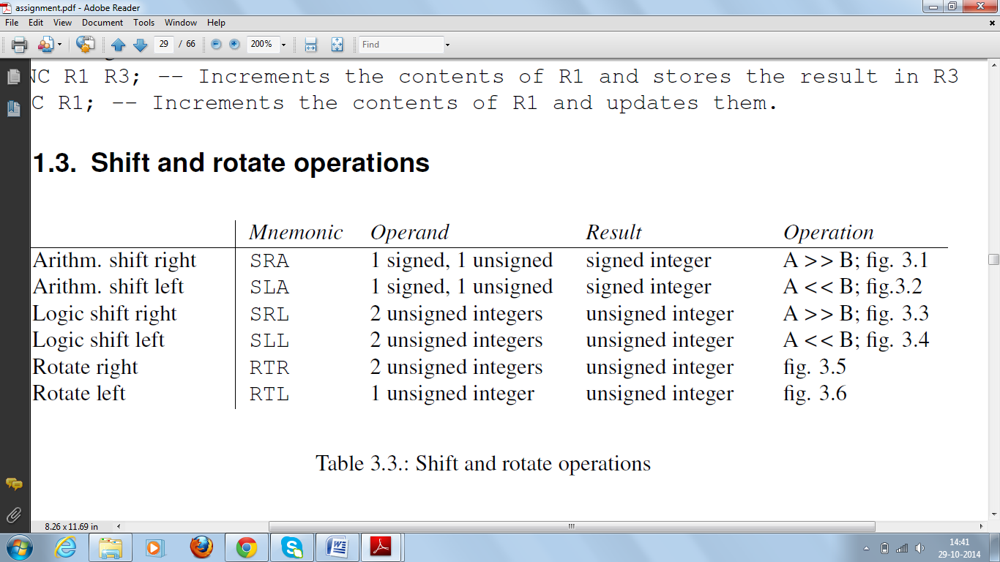 assignment.pdf - Adobe Reader
File Edit View Document Tools Window Help
29 / 66 200% Find
NC R1 R3; -- Increments the contents of R1 and stores the result in R3
C R1; -- Increments the contents of R1 and updates them.
1.3. Shift and rotate operations
Mnemonic Operand Result Operation
Arithm. shift right SRA 1 signed, 1 unsigned signed integer A >> B; fig. 3.1
Arithm. shift left SLA 1 signed, 1 unsigned signed integer A << B; fig.3.2
Logic shift right SRL 2 unsigned integers unsigned integer A >> B; fig. 3.3
Logic shift left SLL 2 unsigned integers unsigned integer A << B; fig. 3.4
Rotate right RTR 2 unsigned integers unsigned integer fig. 3.5
Rotate left RTL 1 unsigned integer unsigned integer fig. 3.6
Table 3.3.: Shift and rotate operations
8.26 x 11.69 in
14:41
29-10-2014